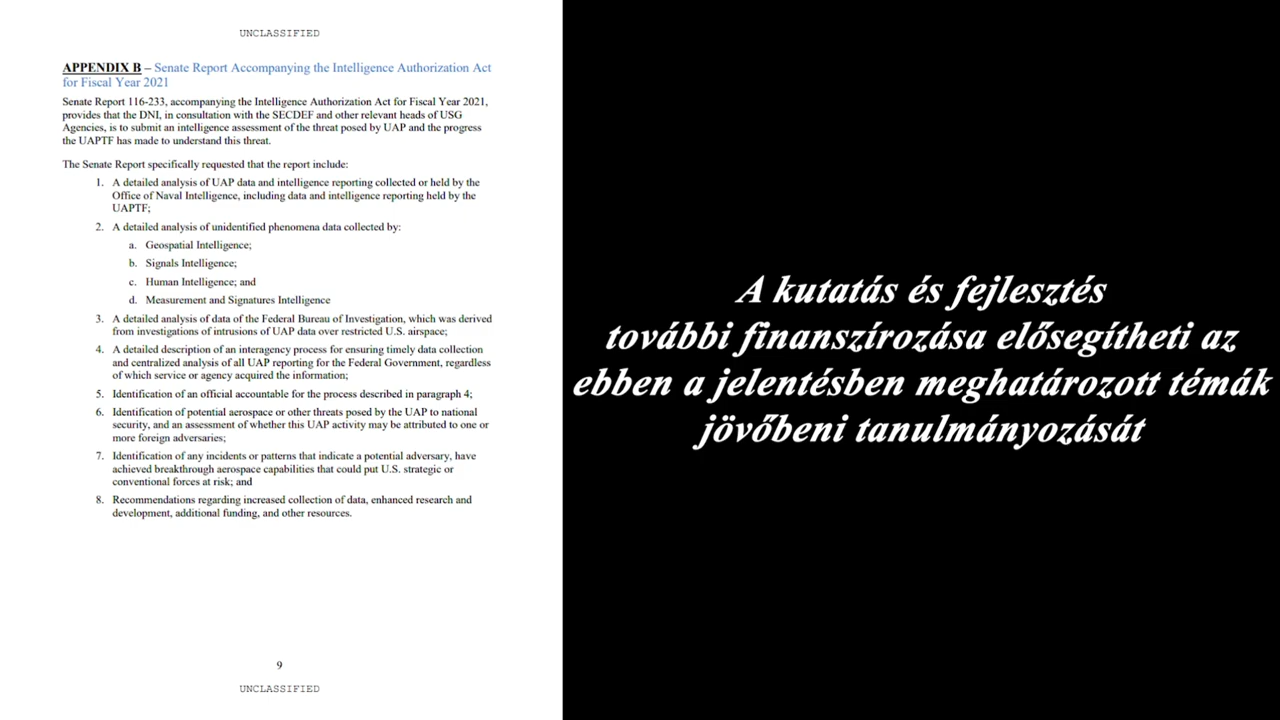 UNCLASSIFIED
APPENDIX B – Senate Report Accompanying the Intelligence Authorization Act
for Fiscal Year 2021
Senate Report 116-233, accompanying the Intelligence Authorization Act for Fiscal Year 2021,
provides that the DNI, in consultation with the SECDEF and other relevant heads of USG
Agencies, is to submit an intelligence assessment of the threat posed by UAP and the progress
the UAPTF has made to understand this threat.
The Senate Report specifically requested that the report include:
1. A detailed analysis of UAP data and intelligence reporting collected or held by the
Office of Naval Intelligence, including data and intelligence reporting held by the
UAPTF;
2. A detailed analysis of unidentified phenomena data collected by:
a. Geospatial Intelligence;
b. Signals Intelligence;
c. Human Intelligence; and
d. Measurement and Signatures Intelligence
3. A detailed analysis of data of the Federal Bureau of Investigation, which was derived
from investigations of intrusions of UAP data over restricted U.S. airspace;
4. A detailed description of an interagency process for ensuring timely data collection
and centralized analysis of all UAP reporting for the Federal Government, regardless
of which service or agency acquired the information;
5. Identification of an official accountable for the process described in paragraph 4;
6. Identification of potential aerospace or other threats posed by the UAP to national
security, and an assessment of whether this UAP activity may be attributed to one or
more foreign adversaries;
7. Identification of any incidents or patterns that indicate a potential adversary, have
achieved breakthrough aerospace capabilities that could put U.S. strategic or
conventional forces at risk; and
8. Recommendations regarding increased collection of data, enhanced research and
development, additional funding, and other resources.
9
UNCLASSIFIED
A kutatás és fejlesztés
további finanszírozása elősegítheti az
ebben a jelentésben meghatározott témák
jövőbeni tanulmányozását